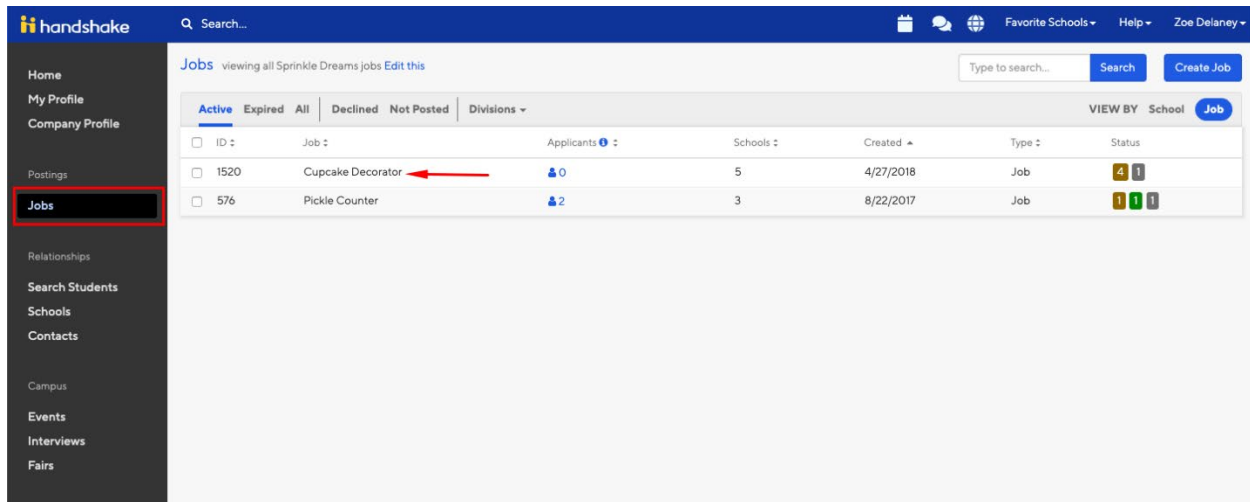 handshake Search... Favorite Schools Help Zoe Delaney
Jobs viewing all Sprinkle Dreams jobs Edit this Type to search... Search Create Job
Home
My Profile
Company Profile
Active Expired All Declined Not Posted Divisions VIEW BY School Job
ID Job Applicants Schools Created Type Status
1520 Cupcake Decorator 0 5 4/27/2018 Job 4 1
576 Pickle Counter 2 3 8/22/2017 Job 1 1 1
Postings
Jobs
Relationships
Search Students
Schools
Contacts
Campus
Events
Interviews
Fairs